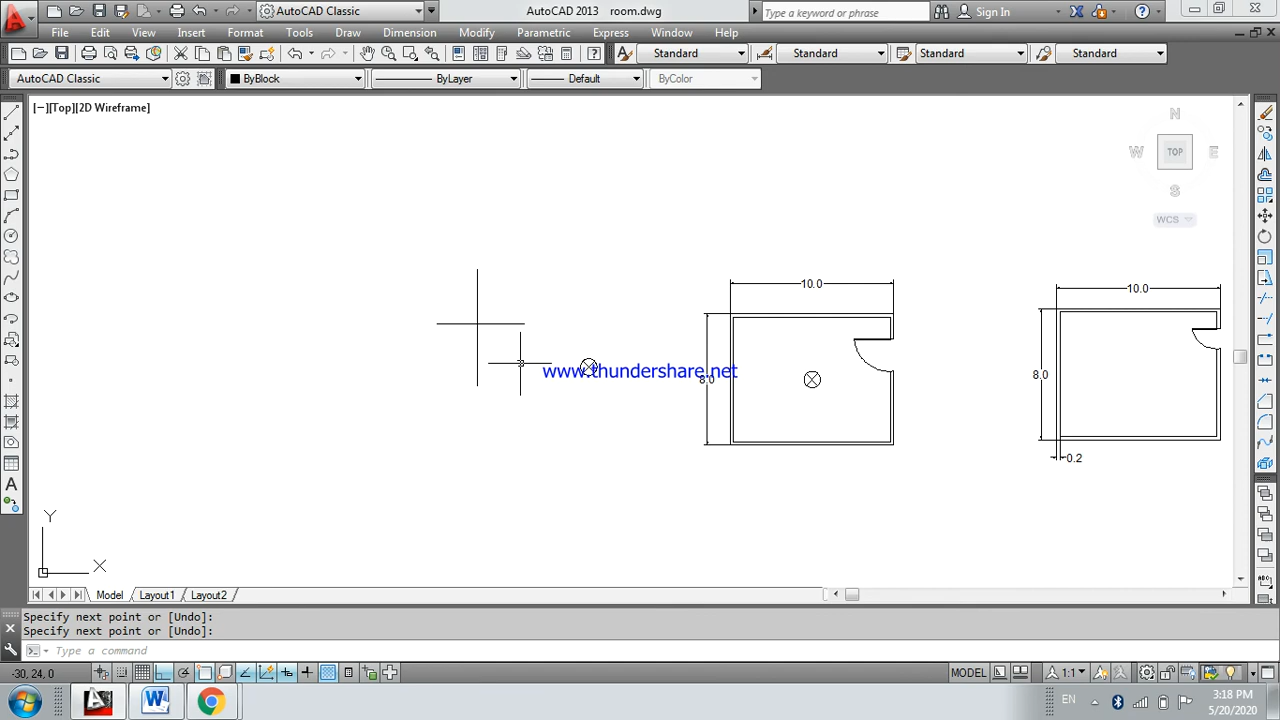 AutoCAD Classic
AutoCAD 2013 room.dwg
Type a keyword or phrase
Sign In
File Edit View Insert Format Tools Draw Dimension Modify Parametric Express Window Help
Standard Standard Standard Standard
AutoCAD Classic ByBlock ByLayer Default ByColor
[−][Top][2D Wireframe]
N
W TOP E
S
WCS
10.0
10.0
www.thundershare.net
8.0
8.0
0.2
Y
X
Model Layout1 Layout2
Specify next point or [Undo]:
Specify next point or [Undo]:
Type a command
-30, 24, 0
MODEL
1:1
EN
3:18 PM
5/20/2020